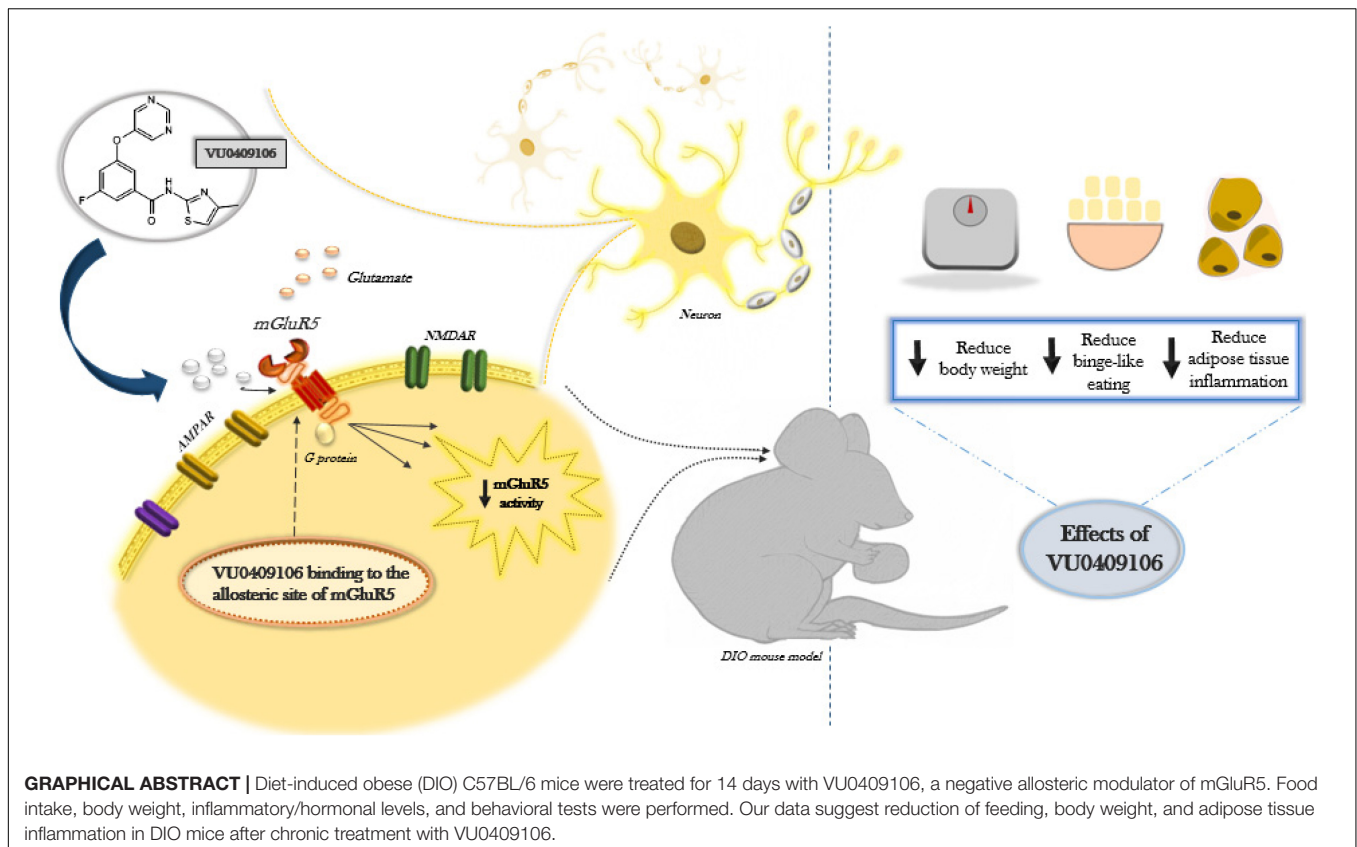 N
N
O
VU0409106
F
H
N
N
O
S
Glutamate
mGluR5
NMDAR
AMPAR
G protein
mGluR5
activity
VU0409106 binding to the
allosteric site of mGluR5
Neuron
DIO mouse model
Reduce
body weight
Reduce
binge-like
eating
Reduce
adipose tissue
inflammation
Effects of
VU0409106
GRAPHICAL ABSTRACT | Diet-induced obese (DIO) C57BL/6 mice were treated for 14 days with VU0409106, a negative allosteric modulator of mGluR5. Food
intake, body weight, inflammatory/hormonal levels, and behavioral tests were performed. Our data suggest reduction of feeding, body weight, and adipose tissue
inflammation in DIO mice after chronic treatment with VU0409106.